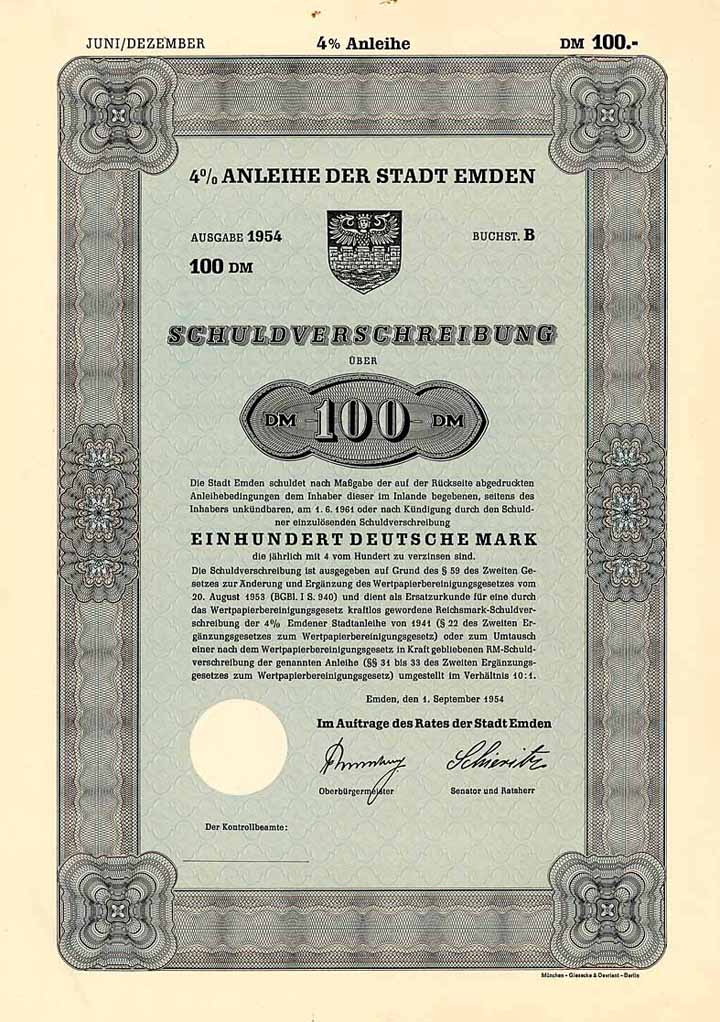 JUNI/DEZEMBER 4% Anleihe DM 100.-
4% ANLEIHE DER STADT EMDEN
AUSGABE 1954 BUCHST. B
100 DM
SCHULDVERSCHREIBUNG
ÜBER
DM 100 DM
Die Stadt Emden schuldet nach Maßgabe der auf der Rückseite abgedruckten
Anleihebedingungen dem Inhaber dieser im Inlande begebenen, seitens des
Inhabers unkündbaren, am 1. 6. 1961 oder nach Kündigung durch den Schuld-
ner einzulösenden Schuldverschreibung
EINHUNDERT DEUTSCHE MARK
die jährlich mit 4 vom Hundert zu verzinsen sind.
Die Schuldverschreibung ist ausgegeben auf Grund des § 59 des Zweiten Ge-
setzes zur Änderung und Ergänzung des Wertpapierbereinigungsgesetzes vom
20. August 1953 (BGBl. I S. 940) und dient als Ersatzurkunde für eine durch
das Wertpapierbereinigungsgesetz kraftlos gewordene Reichsmark-Schuldver-
schreibung der 4% Emdener Stadtanleihe von 1941 (§ 22 des Zweiten Er-
gänzungsgesetzes zum Wertpapierbereinigungsgesetz) oder zum Umtausch
einer nach dem Wertpapierbereinigungsgesetz in Kraft gebliebenen RM-Schuld-
verschreibung der genannten Anleihe (§§ 31 bis 33 des Zweiten Ergänzungs-
gesetzes zum Wertpapierbereinigungsgesetz) umgestellt im Verhältnis 10:1.
Emden, den 1. September 1954
Im Auftrage des Rates der Stadt Emden
Schieritz
Oberbürgermeister Senator und Ratsherr
Der Kontrollbeamte:
München - Giesecke & Devrient - Berlin